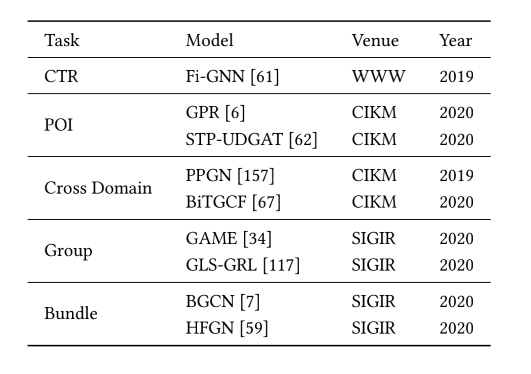 Task Model Venue Year
CTR Fi-GNN [61] WWW 2019
POI GPR [6] CIKM 2020
STP-UDGAT [62] CIKM 2020
Cross Domain PPGN [157] CIKM 2019
BiTGCF [67] CIKM 2020
Group GAME [34] SIGIR 2020
GLS-GRL [117] SIGIR 2020
Bundle BGCN [7] SIGIR 2020
HFGN [59] SIGIR 2020